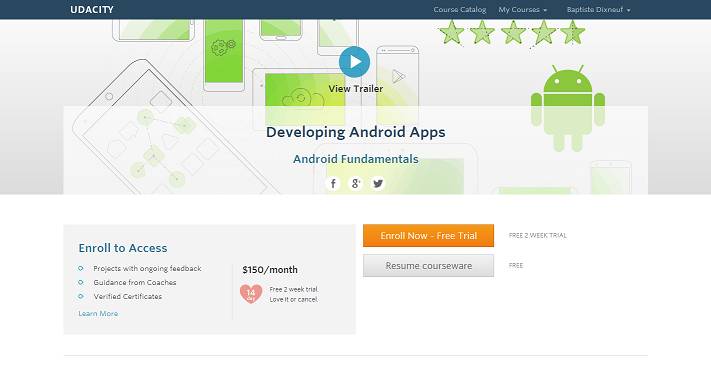 UDACITY
Course Catalog
My Courses
Baptiste Dixneuf
View Trailer
Developing Android Apps
Android Fundamentals
Enroll to Access
Projects with ongoing feedback
Guidance from Coaches
Verified Certificates
Learn More
$150/month
14
day
Free 2 week trial
Love it or cancel
Enroll Now - Free Trial
FREE 2 WEEK TRIAL
Resume courseware
FREE